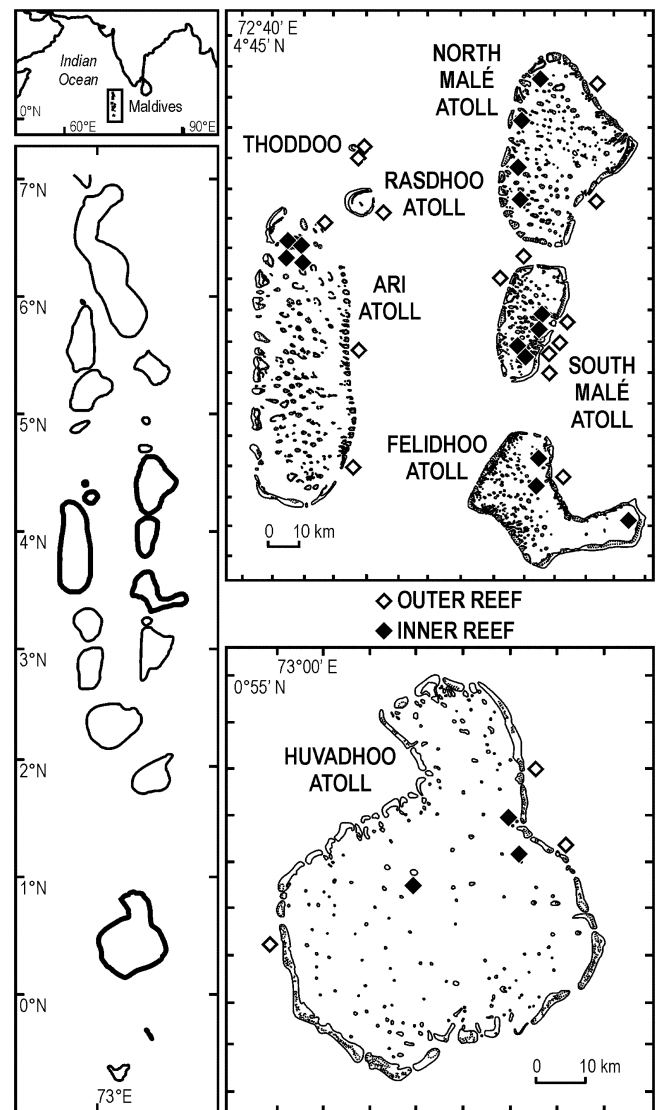 Indian
Ocean
Maldives
0°N
60°E
90°E
7°N
6°N
5°N
4°N
3°N
2°N
1°N
0°N
73°E
72°40' E
4°45' N
NORTH
MALÉ
ATOLL
THODDOO
RASDHOO
ATOLL
ARI
ATOLL
SOUTH
MALÉ
ATOLL
FELIDHOO
ATOLL
0 10 km
OUTER REEF
INNER REEF
73°00' E
0°55' N
HUVADHOO
ATOLL
0 10 km